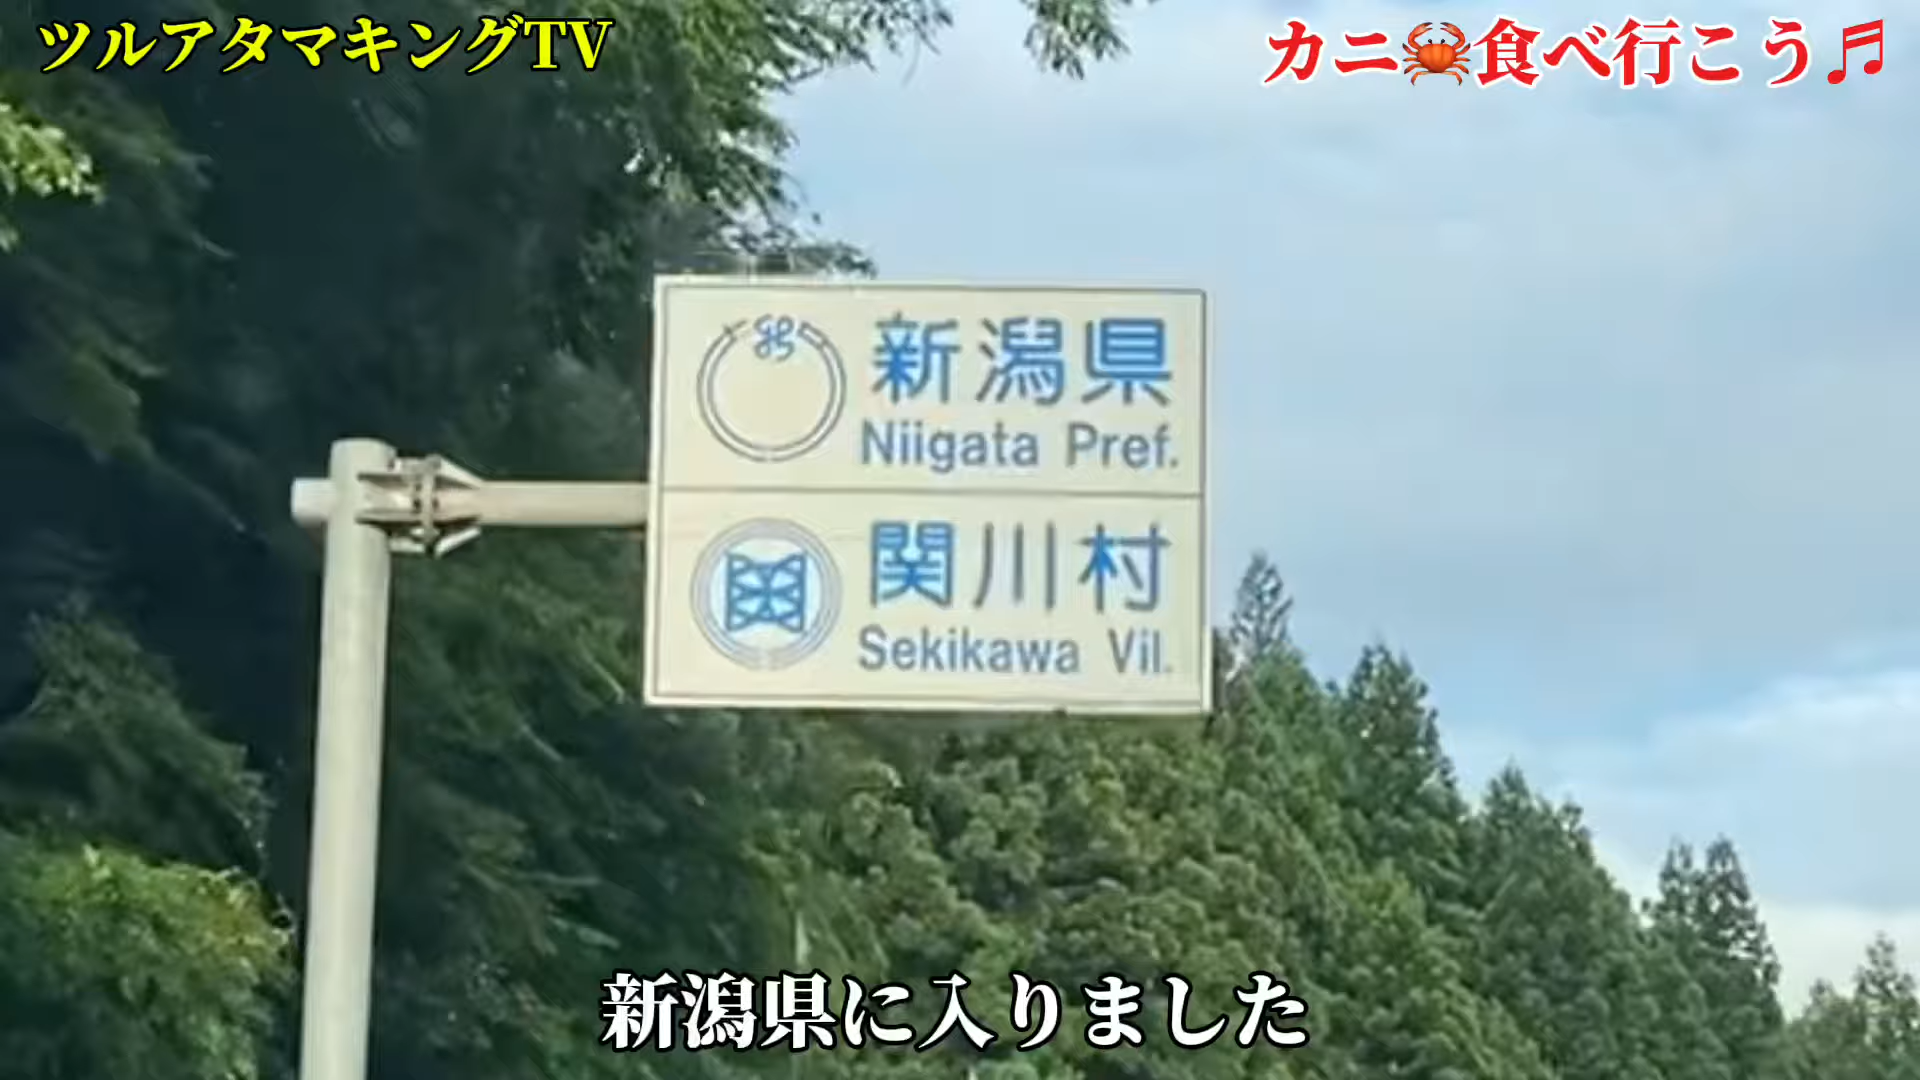 ツルアタマキングTV
カニ🦀食べ行こう🎵
新潟県
Niigata Pref.
関川村
Sekikawa Vil.
新潟県に入りました